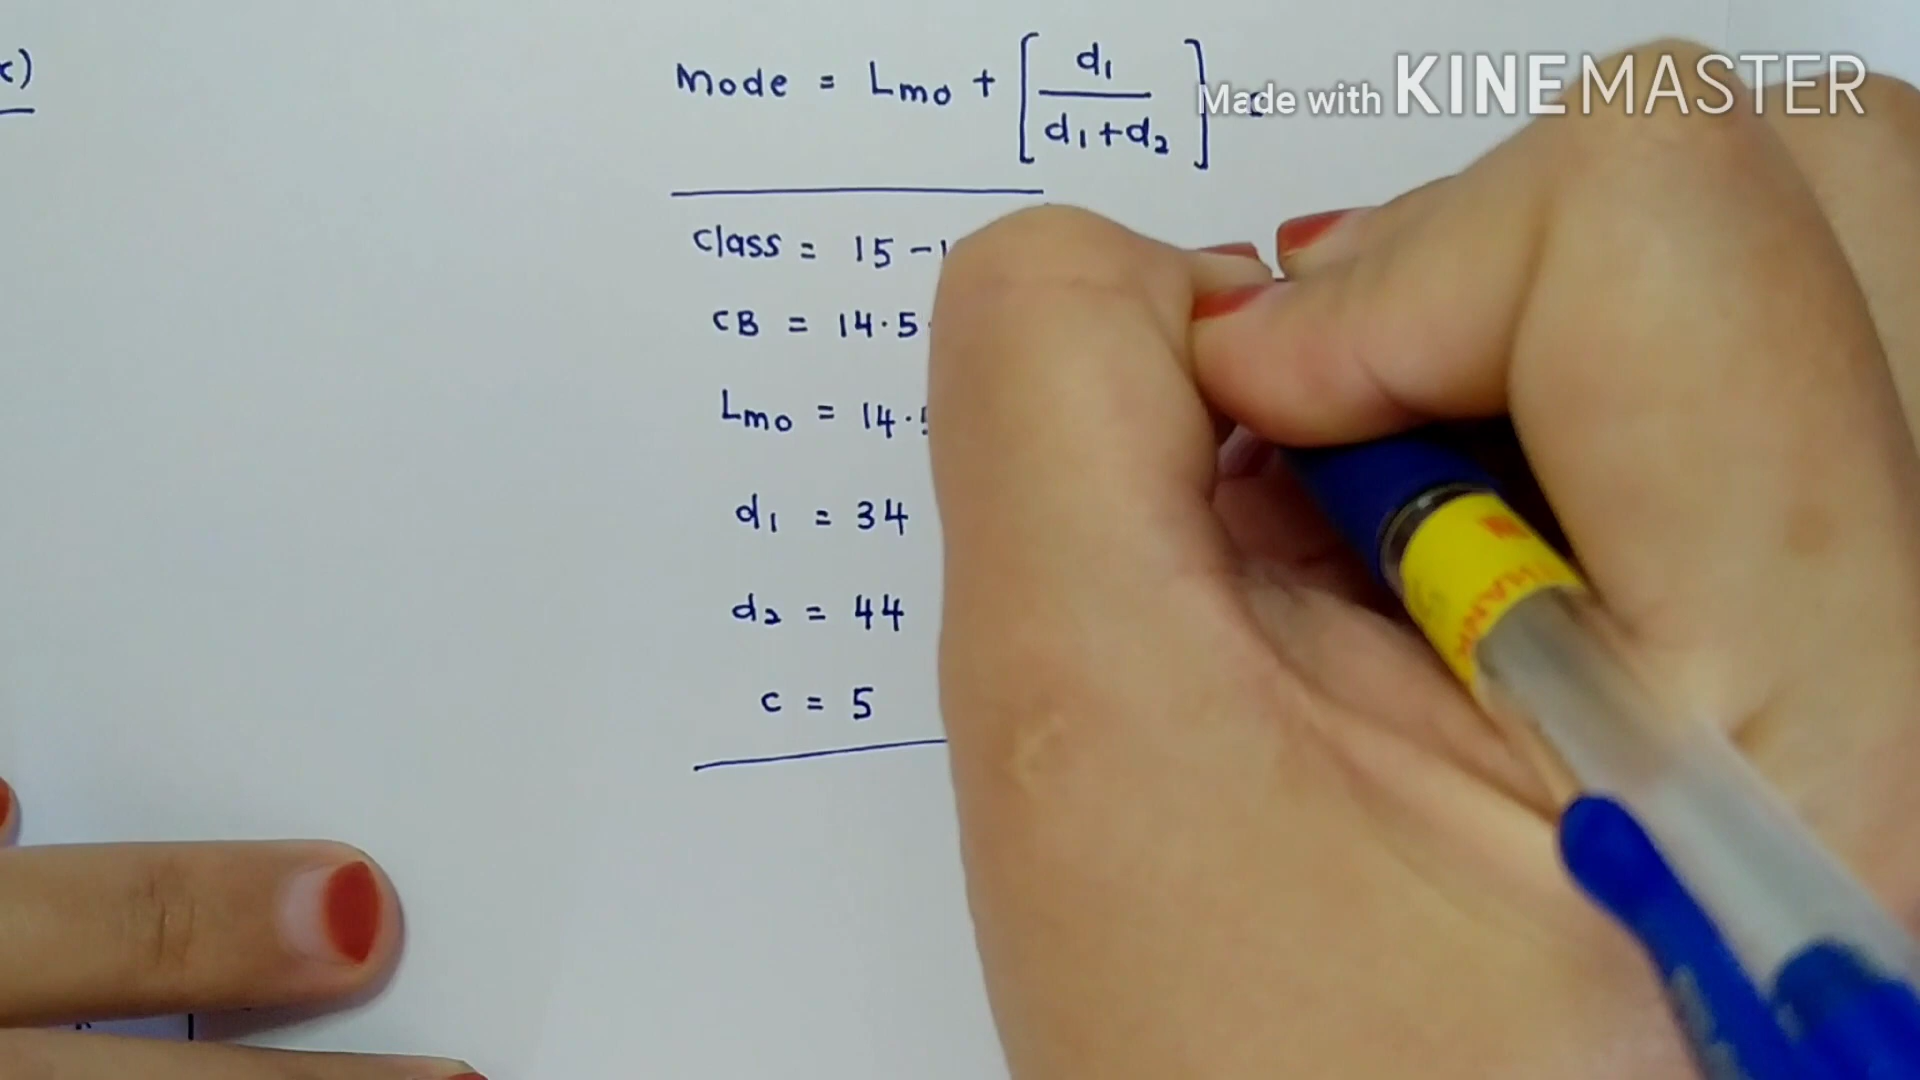 c)
Mode = Lmo + [ d1 / d1+d2 ] c
Made with KINEMASTER
class = 15 -
CB = 14.5
Lmo = 14.5
d1 = 34
d2 = 44
c = 5